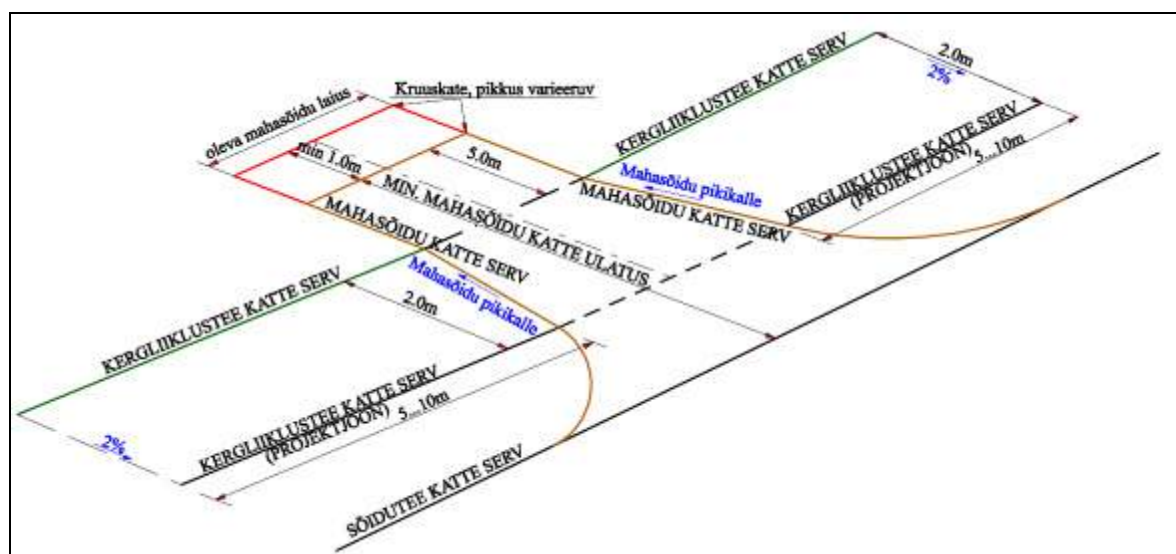 KERGLIIKLUSTEE KATTE SERV
2.0m
2%
Kruuskate, pikkus varieeruv
oleva mahasõidu laius
min 1.0m
5.0m
Mahasõidu pikikalle
MAHASÕIDU KATTE SERV
KERGLIIKLUSTEE KATTE SERV
(PROJEKTJOON)
5...10m
MIN. MAHASÕIDU KATTE ULATUS
MAHASÕIDU KATTE SERV
Mahasõidu pikikalle
KERGLIIKLUSTEE KATTE SERV
2.0m
KERGLIIKLUSTEE KATTE SERV
(PROJEKTJOON)
5...10m
2%
SÕIDUTEE KATTE SERV